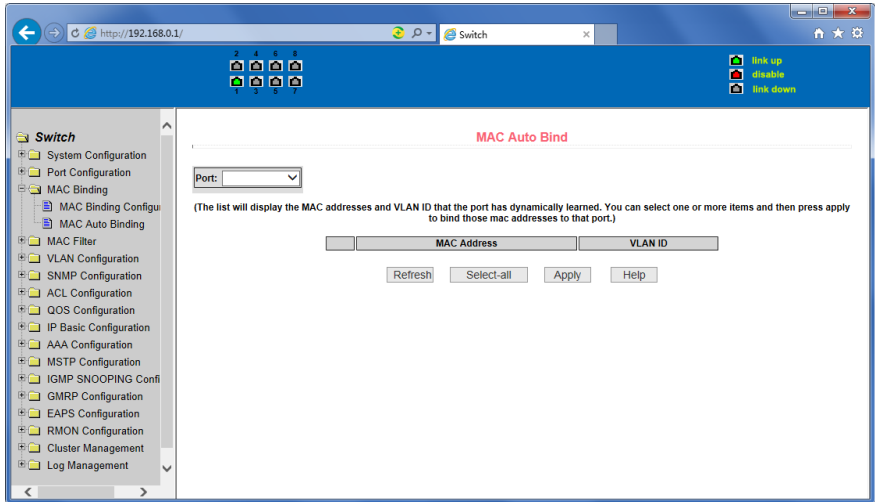 http://192.168.0.1/
Switch
2 4 6 8
1 3 5 7
link up
disable
link down
Switch
System Configuration
Port Configuration
MAC Binding
MAC Binding Configu
MAC Auto Binding
MAC Filter
VLAN Configuration
SNMP Configuration
ACL Configuration
QOS Configuration
IP Basic Configuration
AAA Configuration
MSTP Configuration
IGMP SNOOPING Confi
GMRP Configuration
EAPS Configuration
RMON Configuration
Cluster Management
Log Management
MAC Auto Bind
Port:
(The list will display the MAC addresses and VLAN ID that the port has dynamically learned. You can select one or more items and then press apply
to bind those mac addresses to that port.)
MAC Address VLAN ID
Refresh Select-all Apply Help